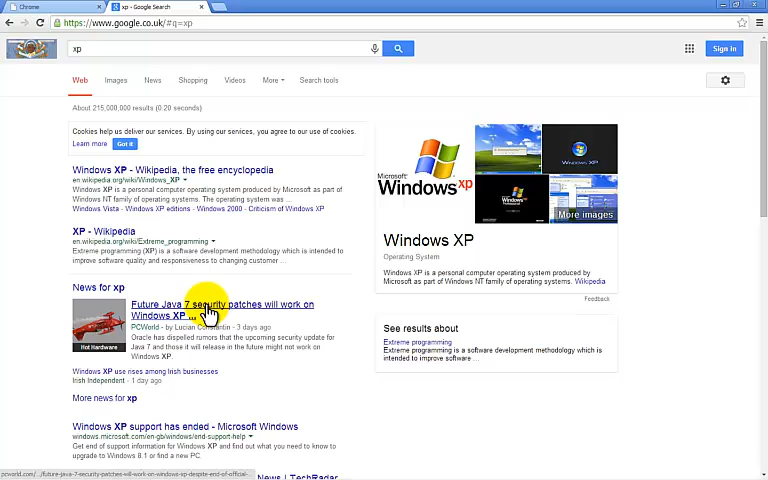 Chrome
xp - Google Search
https://www.google.co.uk/#q=xp
xp
Sign in
Web Images News Shopping Videos More Search tools
About 215,000,000 results (0.20 seconds)
Cookies help us deliver our services. By using our services, you agree to our use of cookies.
Learn more Got it
Windows XP - Wikipedia, the free encyclopedia
en.wikipedia.org/wiki/Windows_XP
Windows XP is a personal computer operating system produced by Microsoft as part of
Windows NT family of operating systems. The operating system was released to ...
Windows Vista - Windows XP editions - Windows 2000 - Criticism of Windows XP
XP - Wikipedia
en.wikipedia.org/wiki/Extreme_programming
Extreme programming (XP) is a software development methodology which is intended to
improve software quality and responsiveness to changing customer ...
News for xp
Future Java 7 security patches will work on
Windows XP ...
PCWorld - by Lucian Constantin - 3 days ago
Oracle has dispelled rumors that the upcoming security update for
Java 7 and those it will release in the future might not work on
Windows XP.
Hot Hardware
Windows XP use rises among Irish businesses
Irish Independent - 1 day ago
More news for xp
Windows XP support has ended - Microsoft Windows
windows.microsoft.com/en-gb/windows/end-support-help
Get end of support information for Windows XP and find out what you need to know to
upgrade to Windows 8.1 or find a new PC.
News | TechRadar
Microsoft
Windows xp
More images
Windows XP
Operating System
Windows XP is a personal computer operating system produced by
Microsoft as part of Windows NT family of operating systems. Wikipedia
Feedback
See results about
Extreme programming
Extreme programming is a software development methodology which is
intended to improve software ...
pcworld.com/.../future-java-7-security-patches-will-work-on-windows-xp-despite-end-of-official-...